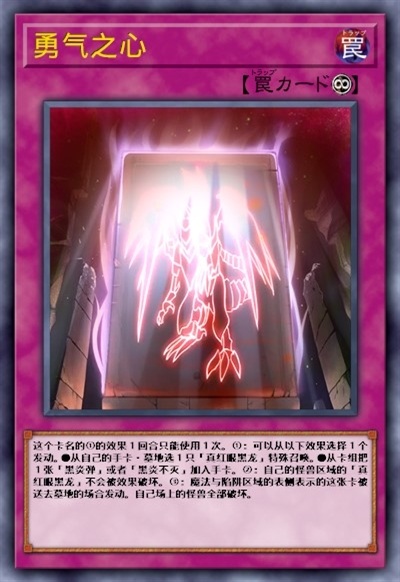 勇气之心
トラップ
罠
トラップ
【罠カード】
这个卡名的①的效果1回合只能使用1次。①：可以从以下效果选择1个
发动。●从自己的手卡・墓地选1只「真红眼黑龙」特殊召唤。●从卡组把
1张「黑炎弹」或者「黑炎不灭」加入手卡。②：自己的怪兽区域的「真
红眼黑龙」不会被效果破坏。③：魔法与陷阱区域的表侧表示的这张卡被
送去墓地的场合发动。自己场上的怪兽全部破坏。